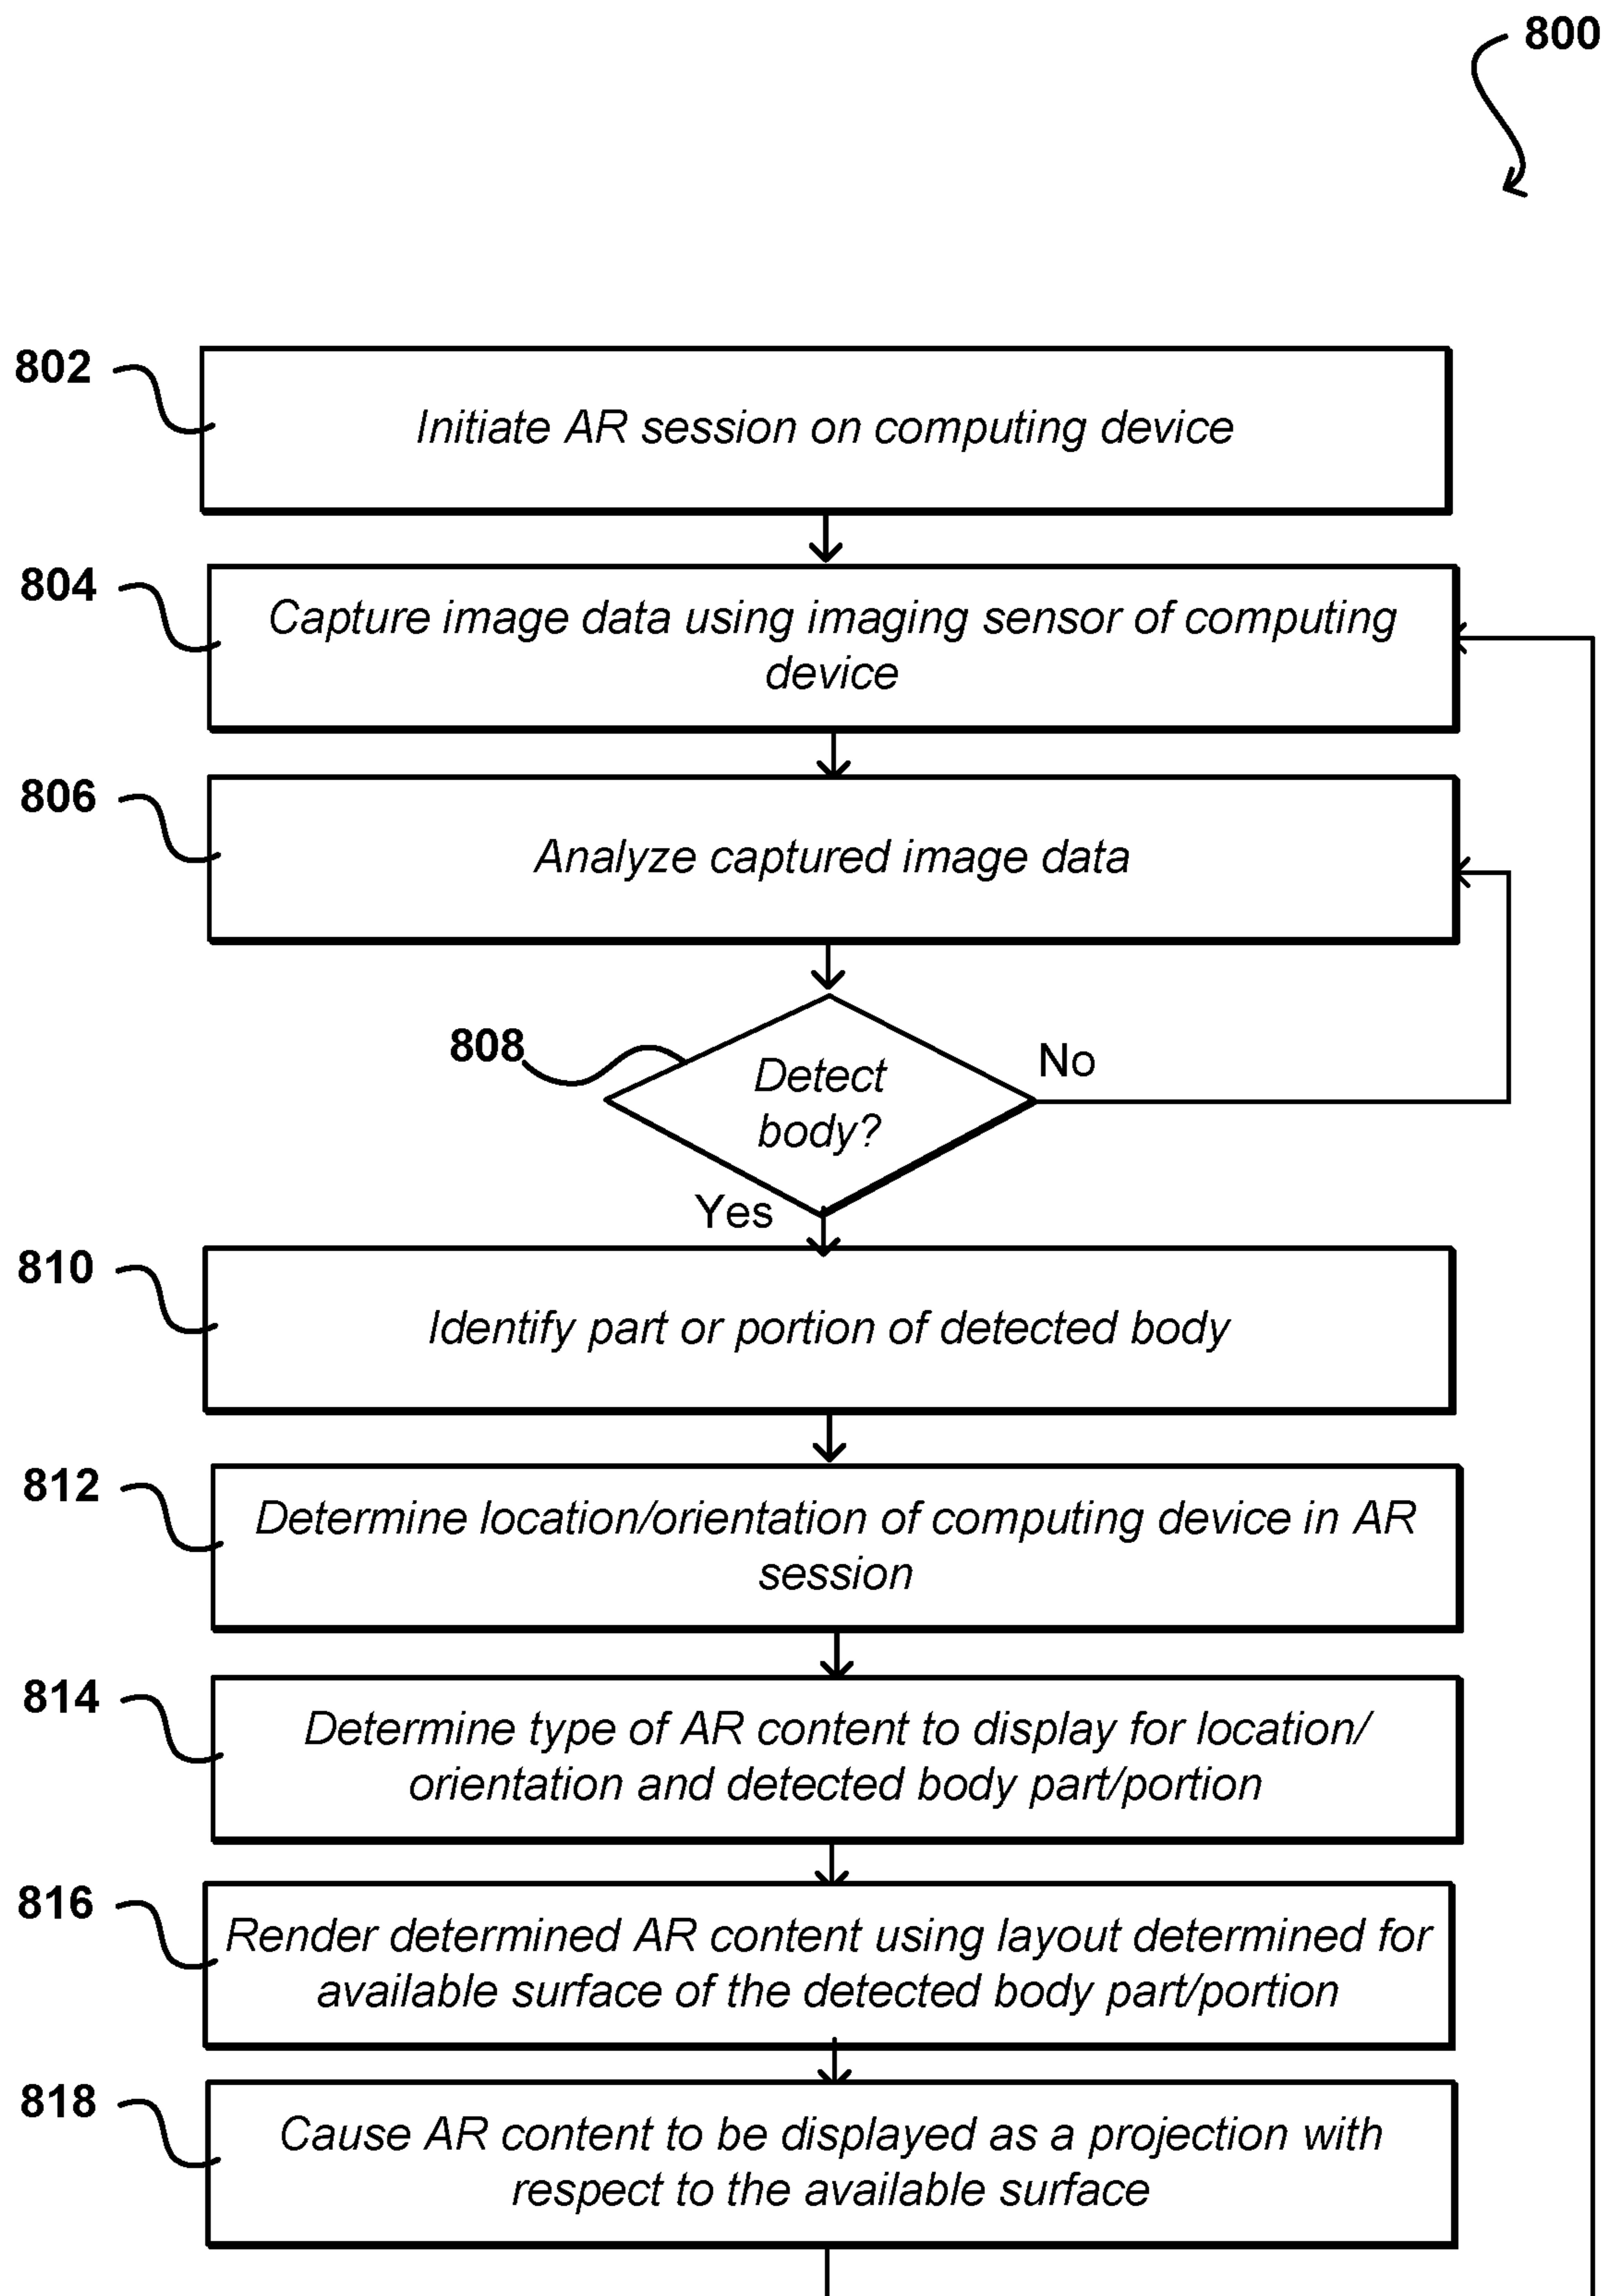 800
802
Initiate AR session on computing device
804
Capture image data using imaging sensor of computing
device
806
Analyze captured image data
808
Detect
body?
No
Yes
810
Identify part or portion of detected body
812
Determine location/orientation of computing device in AR
session
814
Determine type of AR content to display for location/
orientation and detected body part/portion
816
Render determined AR content using layout determined for
available surface of the detected body part/portion
818
Cause AR content to be displayed as a projection with
respect to the available surface